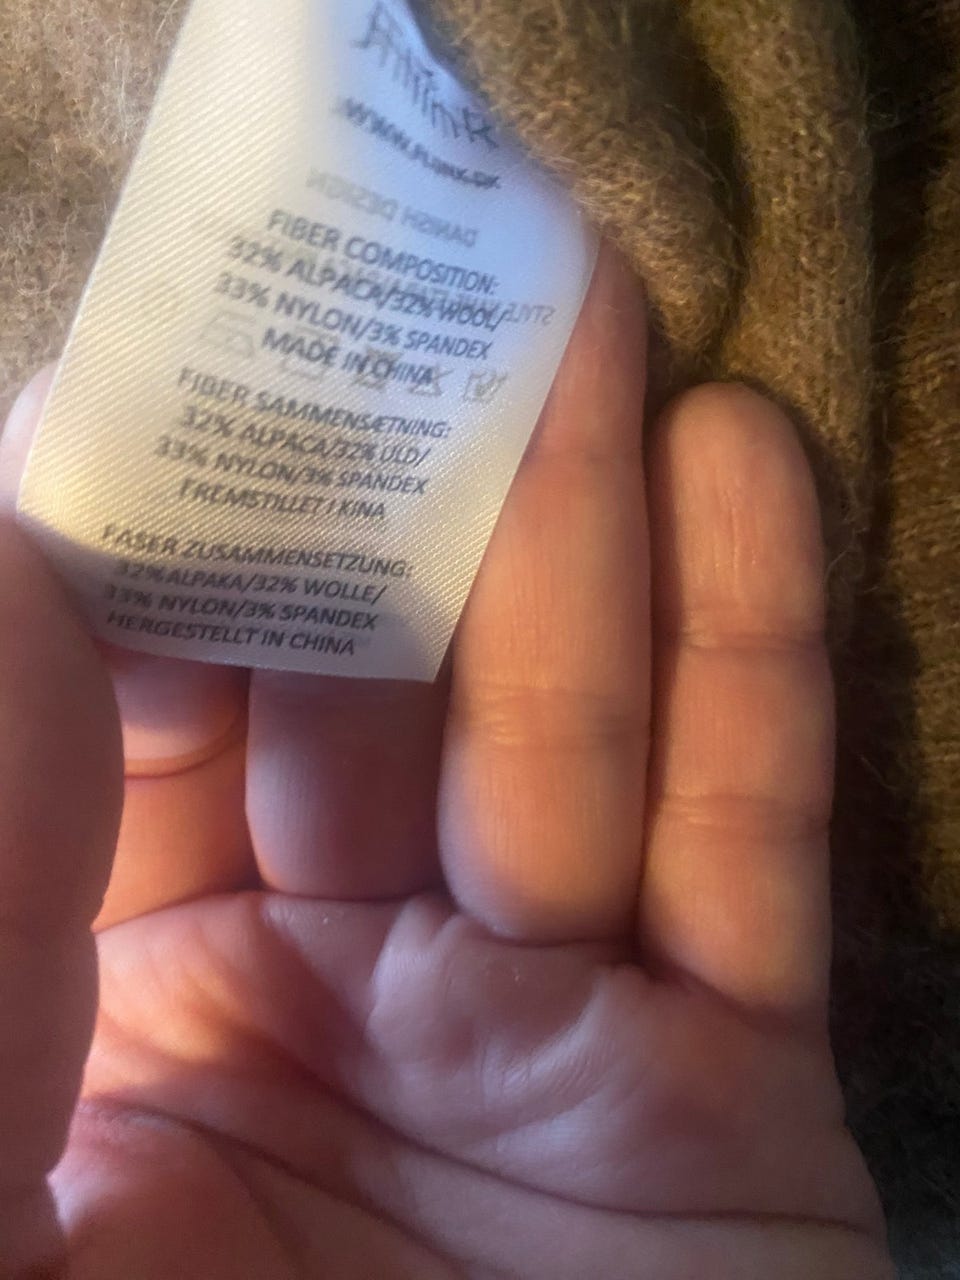 DANISH DESIGN
FIBER COMPOSITION:
32% ALPACA/32% WOOL/
33% NYLON/3% SPANDEX
MADE IN CHINA
FIBER SAMMENSÆTNING:
32% ALPACA/32% ULD/
33% NYLON/3% SPANDEX
FREMSTILLET I KINA
FASER ZUSAMMENSETZUNG:
32% ALPAKA/32% WOLLE/
33% NYLON/3% SPANDEX
HERGESTELLT IN CHINA